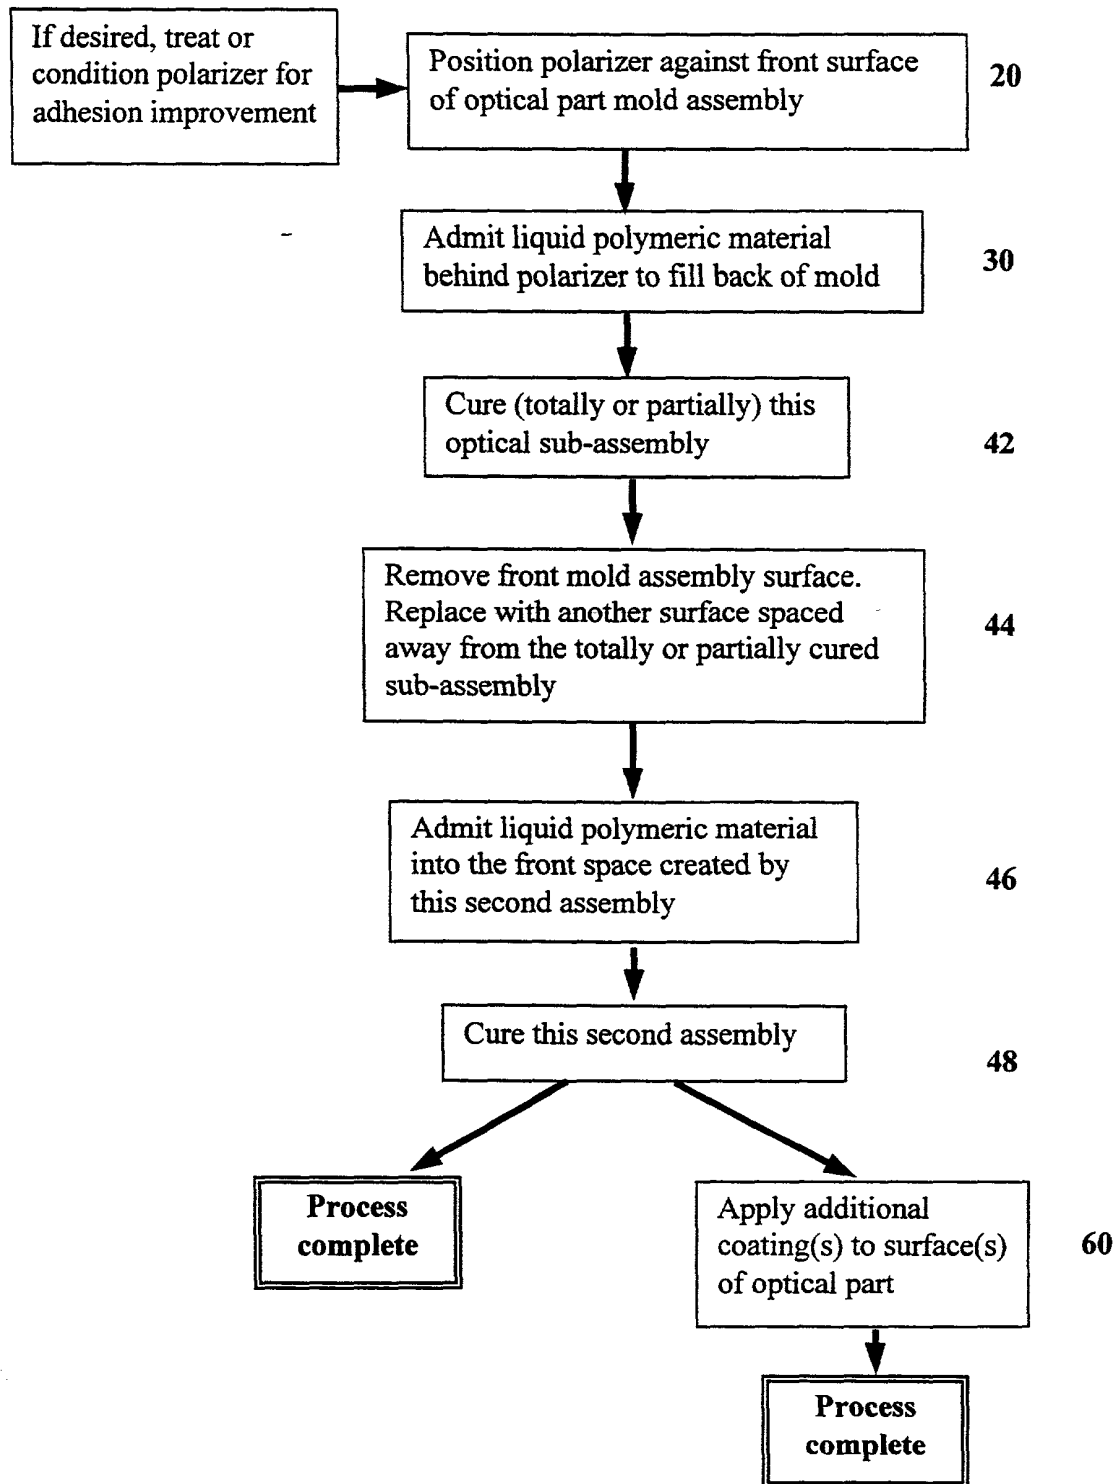 If desired, treat or
condition polarizer for
adhesion improvement
Position polarizer against front surface
of optical part mold assembly
20
Admit liquid polymeric material
behind polarizer to fill back of mold
30
Cure (totally or partially) this
optical sub-assembly
42
Remove front mold assembly surface.
Replace with another surface spaced
away from the totally or partially cured
sub-assembly
44
Admit liquid polymeric material
into the front space created by
this second assembly
46
Cure this second assembly
48
Process
complete
Apply additional
coating(s) to surface(s)
of optical part
60
Process
complete